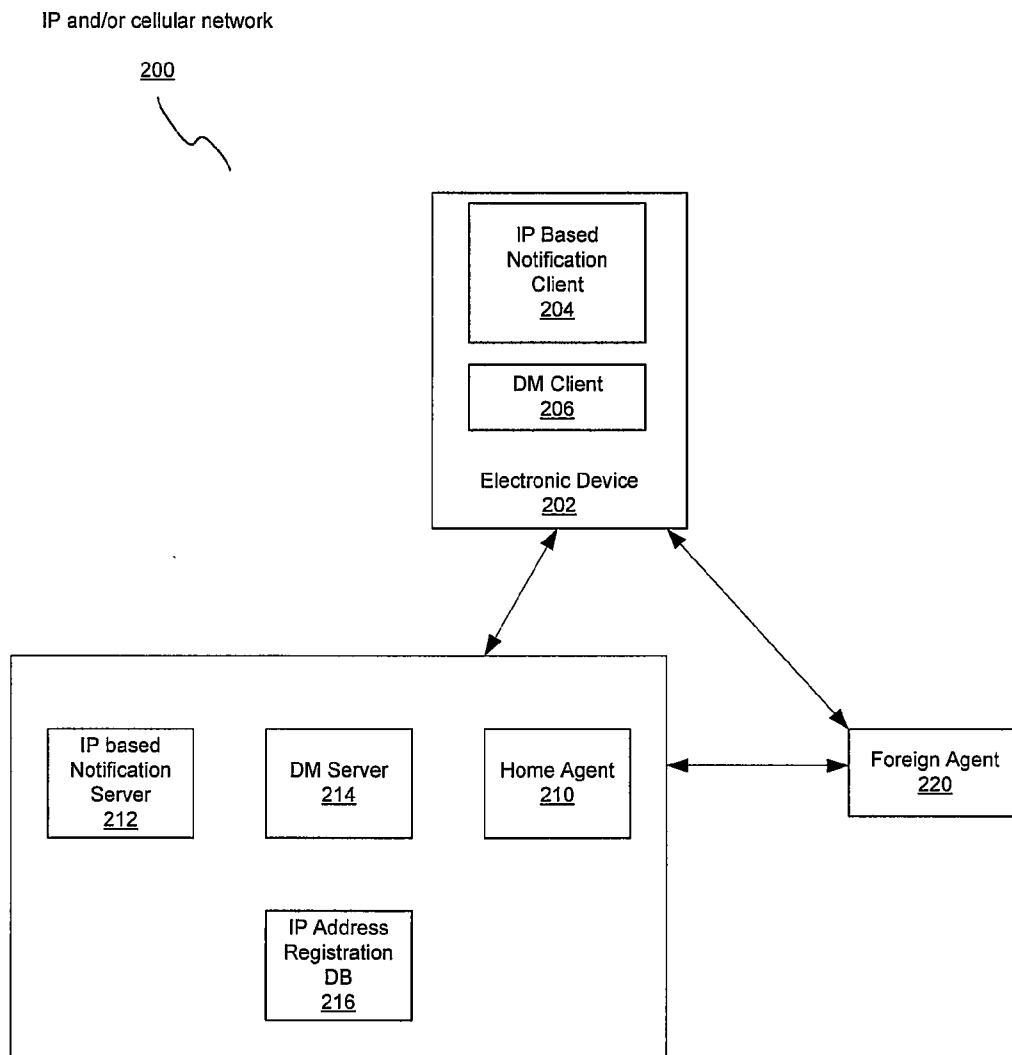 IP and/or cellular network
200
IP Based
Notification
Client
204
DM Client
206
Electronic Device
202
IP based
Notification
Server
212
DM Server
214
Home Agent
210
Foreign Agent
220
IP Address
Registration
DB
216